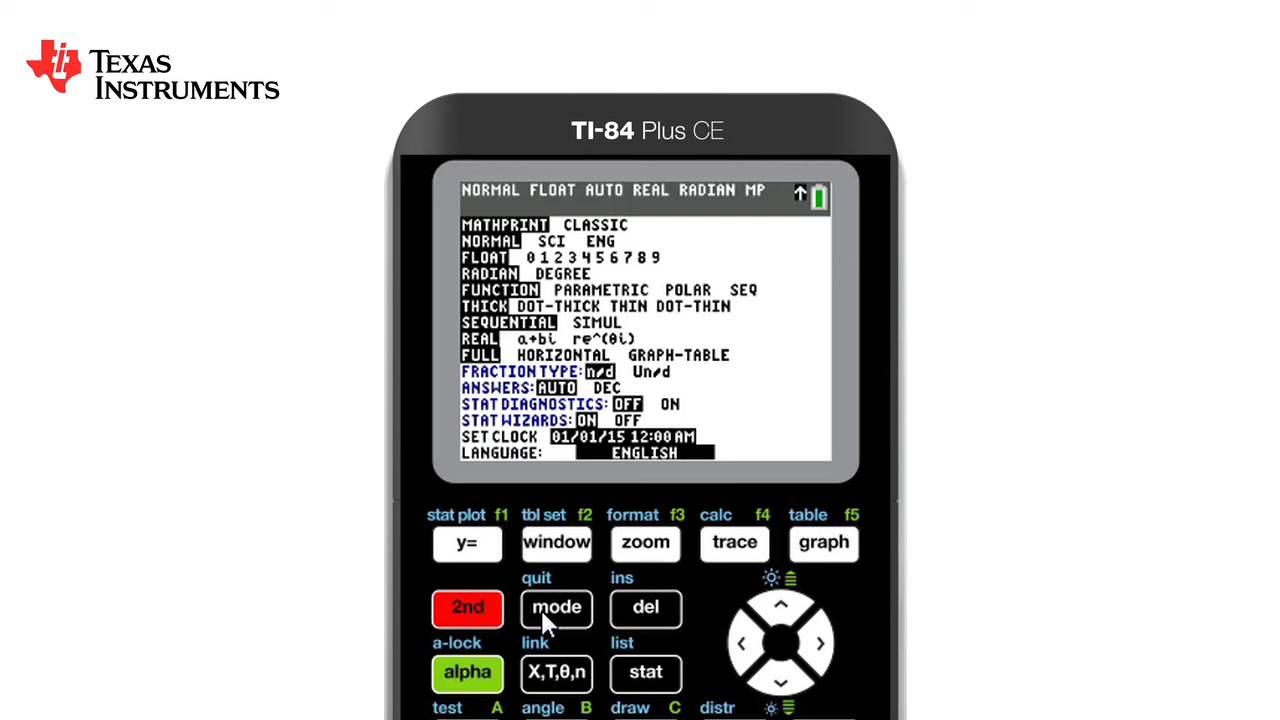 TEXAS
INSTRUMENTS
TI-84 Plus CE
NORMAL FLOAT AUTO REAL RADIAN MP
MATHPRINT CLASSIC
NORMAL SCI ENG
FLOAT 0 1 2 3 4 5 6 7 8 9
RADIAN DEGREE
FUNCTION PARAMETRIC POLAR SEQ
THICK DOT-THICK THIN DOT-THIN
SEQUENTIAL SIMUL
REAL a+bi re^(θi)
FULL HORIZONTAL GRAPH-TABLE
FRACTION TYPE: n/d Un/d
ANSWERS: AUTO DEC
STAT DIAGNOSTICS: OFF ON
STAT WIZARDS: ON OFF
SET CLOCK 01/01/15 12:00 AM
LANGUAGE: ENGLISH
stat plot f1 tbl set f2 format f3 calc f4 table f5
y= window zoom trace graph
quit ins
2nd mode del
a-lock link list
alpha X,T,θ,n stat
test A angle B draw C distr